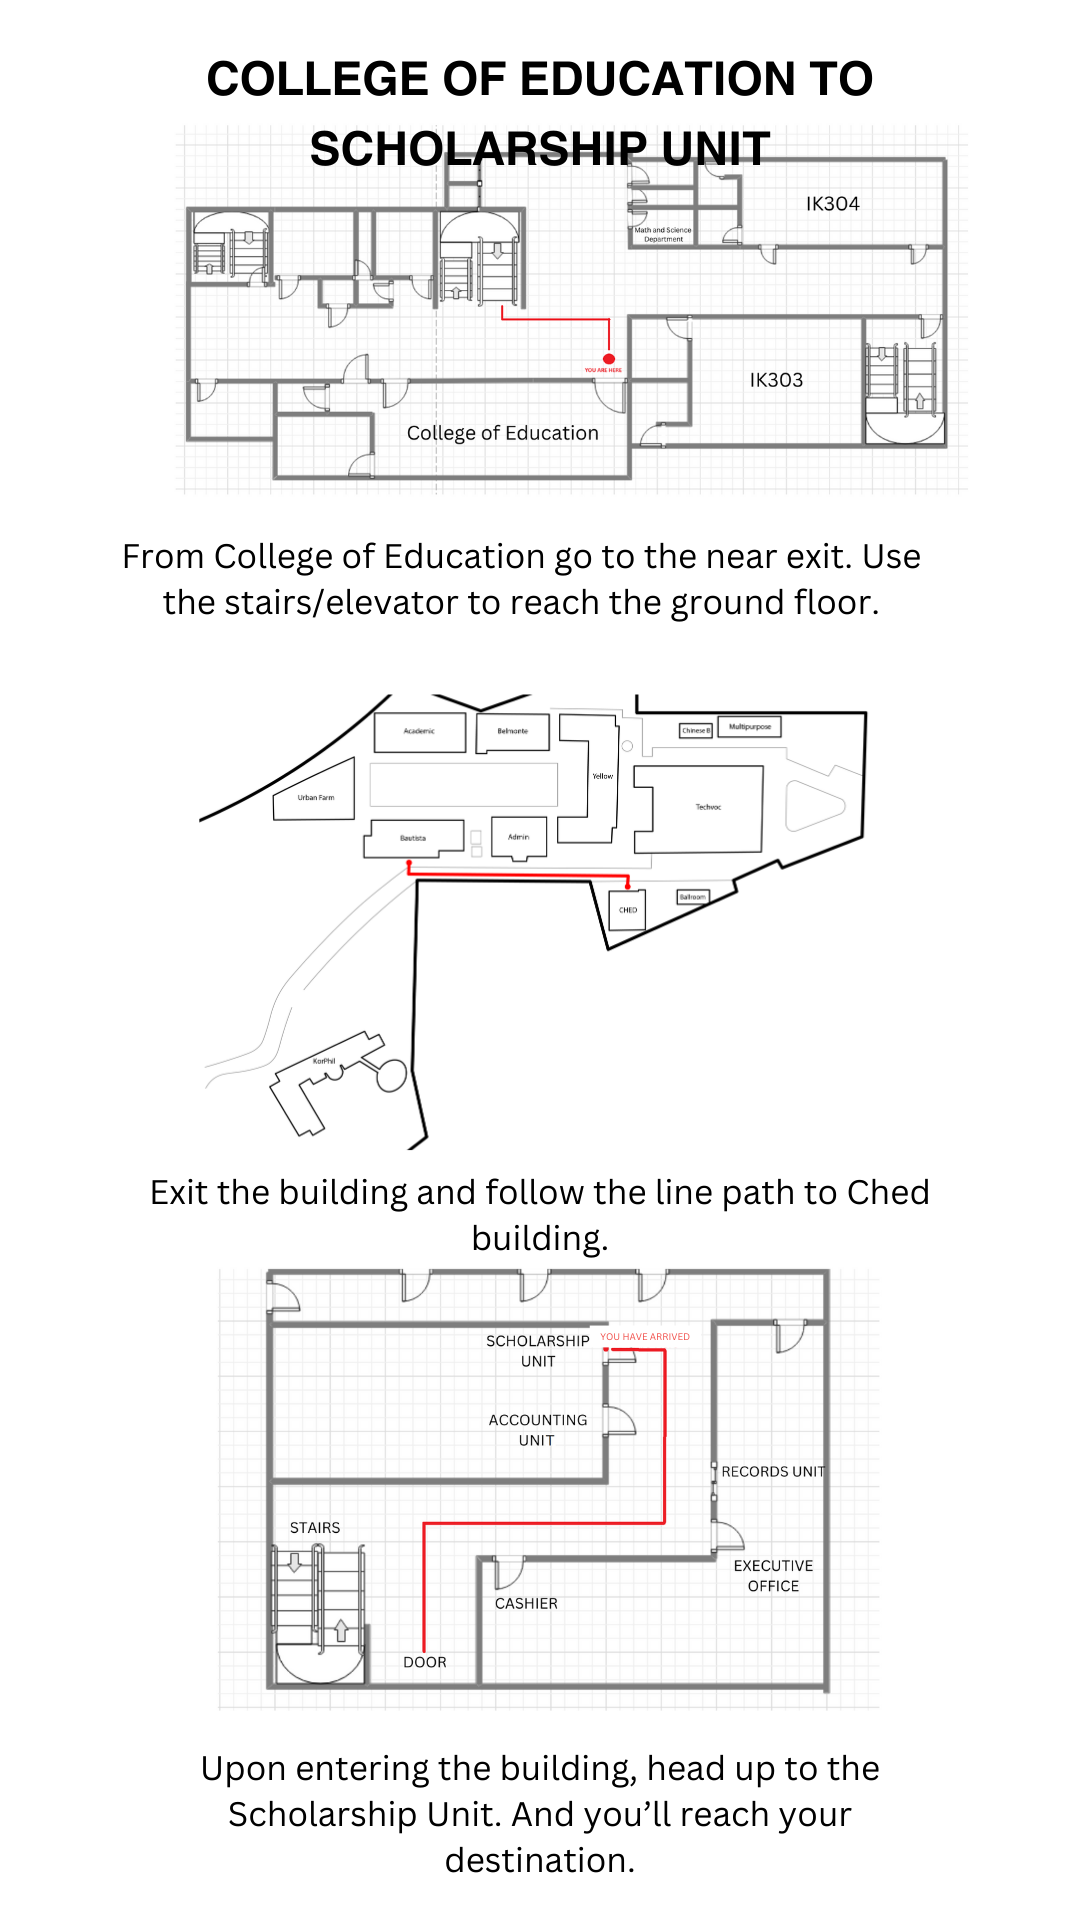 COLLEGE OF EDUCATION TO
SCHOLARSHIP UNIT
IK304
Math and Science
Department
YOU ARE HERE
IK303
College of Education
From College of Education go to the near exit. Use
the stairs/elevator to reach the ground floor.
Academic
Belmonte
Chinese B
Multipurpose
Yellow
Urban Farm
Techvoc
Bautista
Admin
CHED
Ballroom
KorPhil
Exit the building and follow the line path to Ched
building.
SCHOLARSHIP
UNIT
YOU HAVE ARRIVED
ACCOUNTING
UNIT
RECORDS UNIT
STAIRS
EXECUTIVE
OFFICE
CASHIER
DOOR
Upon entering the building, head up to the
Scholarship Unit. And you’ll reach your
destination.